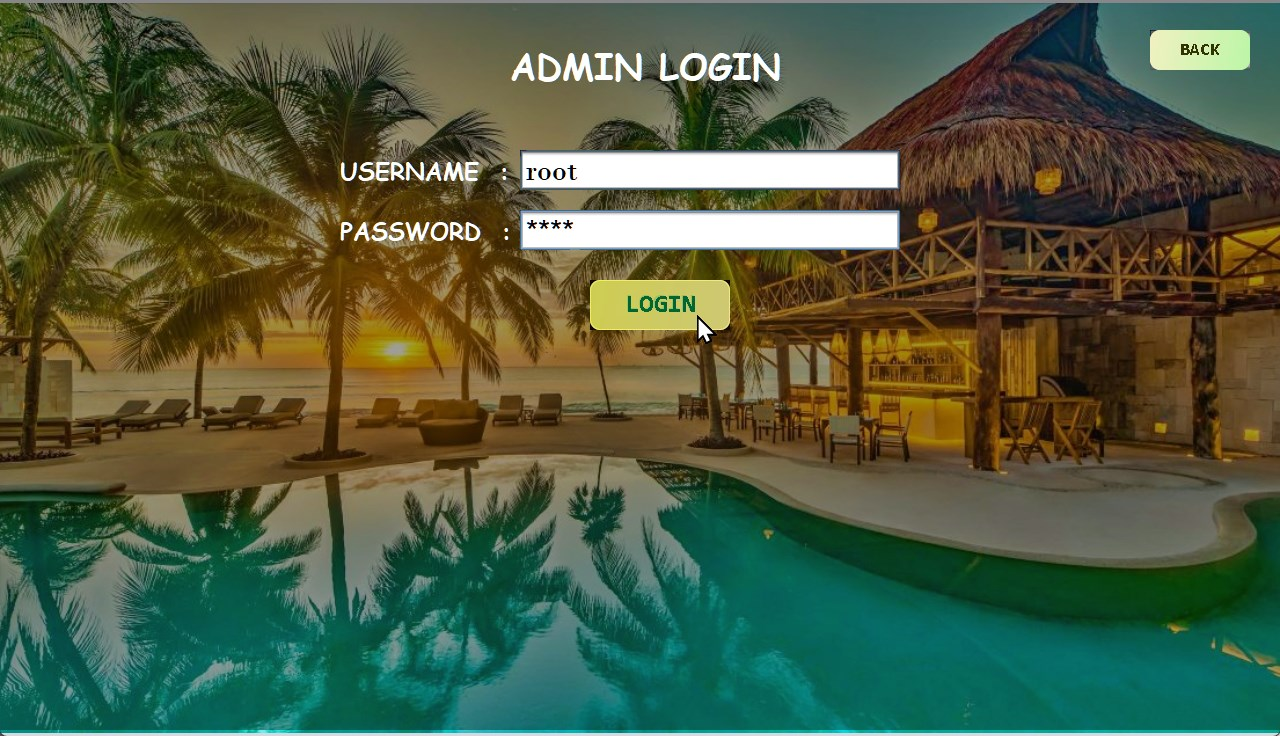 ADMIN LOGIN
BACK
USERNAME : root
PASSWORD : ****
LOGIN